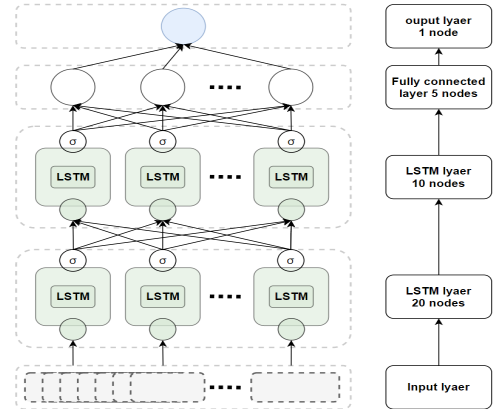 ouput lyaer
1 node
Fully connected
layer 5 nodes
σ σ σ
LSTM LSTM LSTM
LSTM lyaer
10 nodes
σ σ σ
LSTM LSTM LSTM
LSTM lyaer
20 nodes
Input lyaer